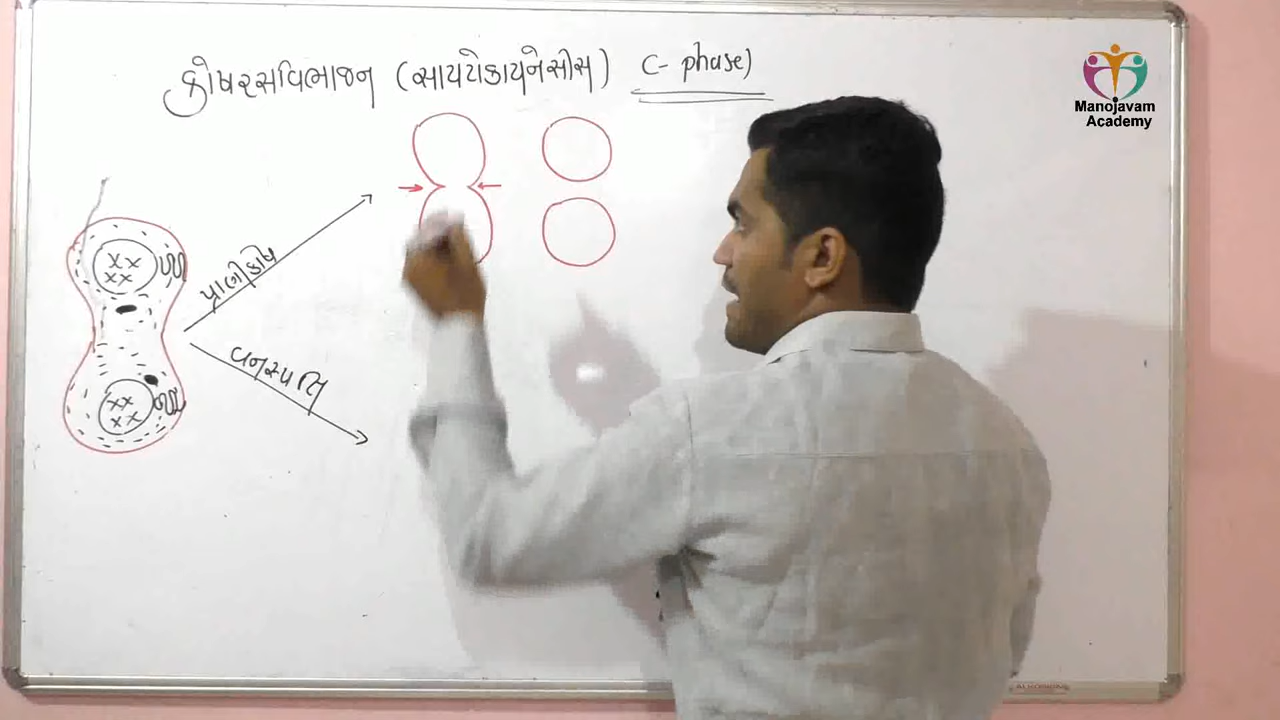 કોષરસવિભાજન (સાયટોકાયનેસીસ) C- phase)
Manojavam
Academy
પ્રાણીકોષ
વનસ્પતિ